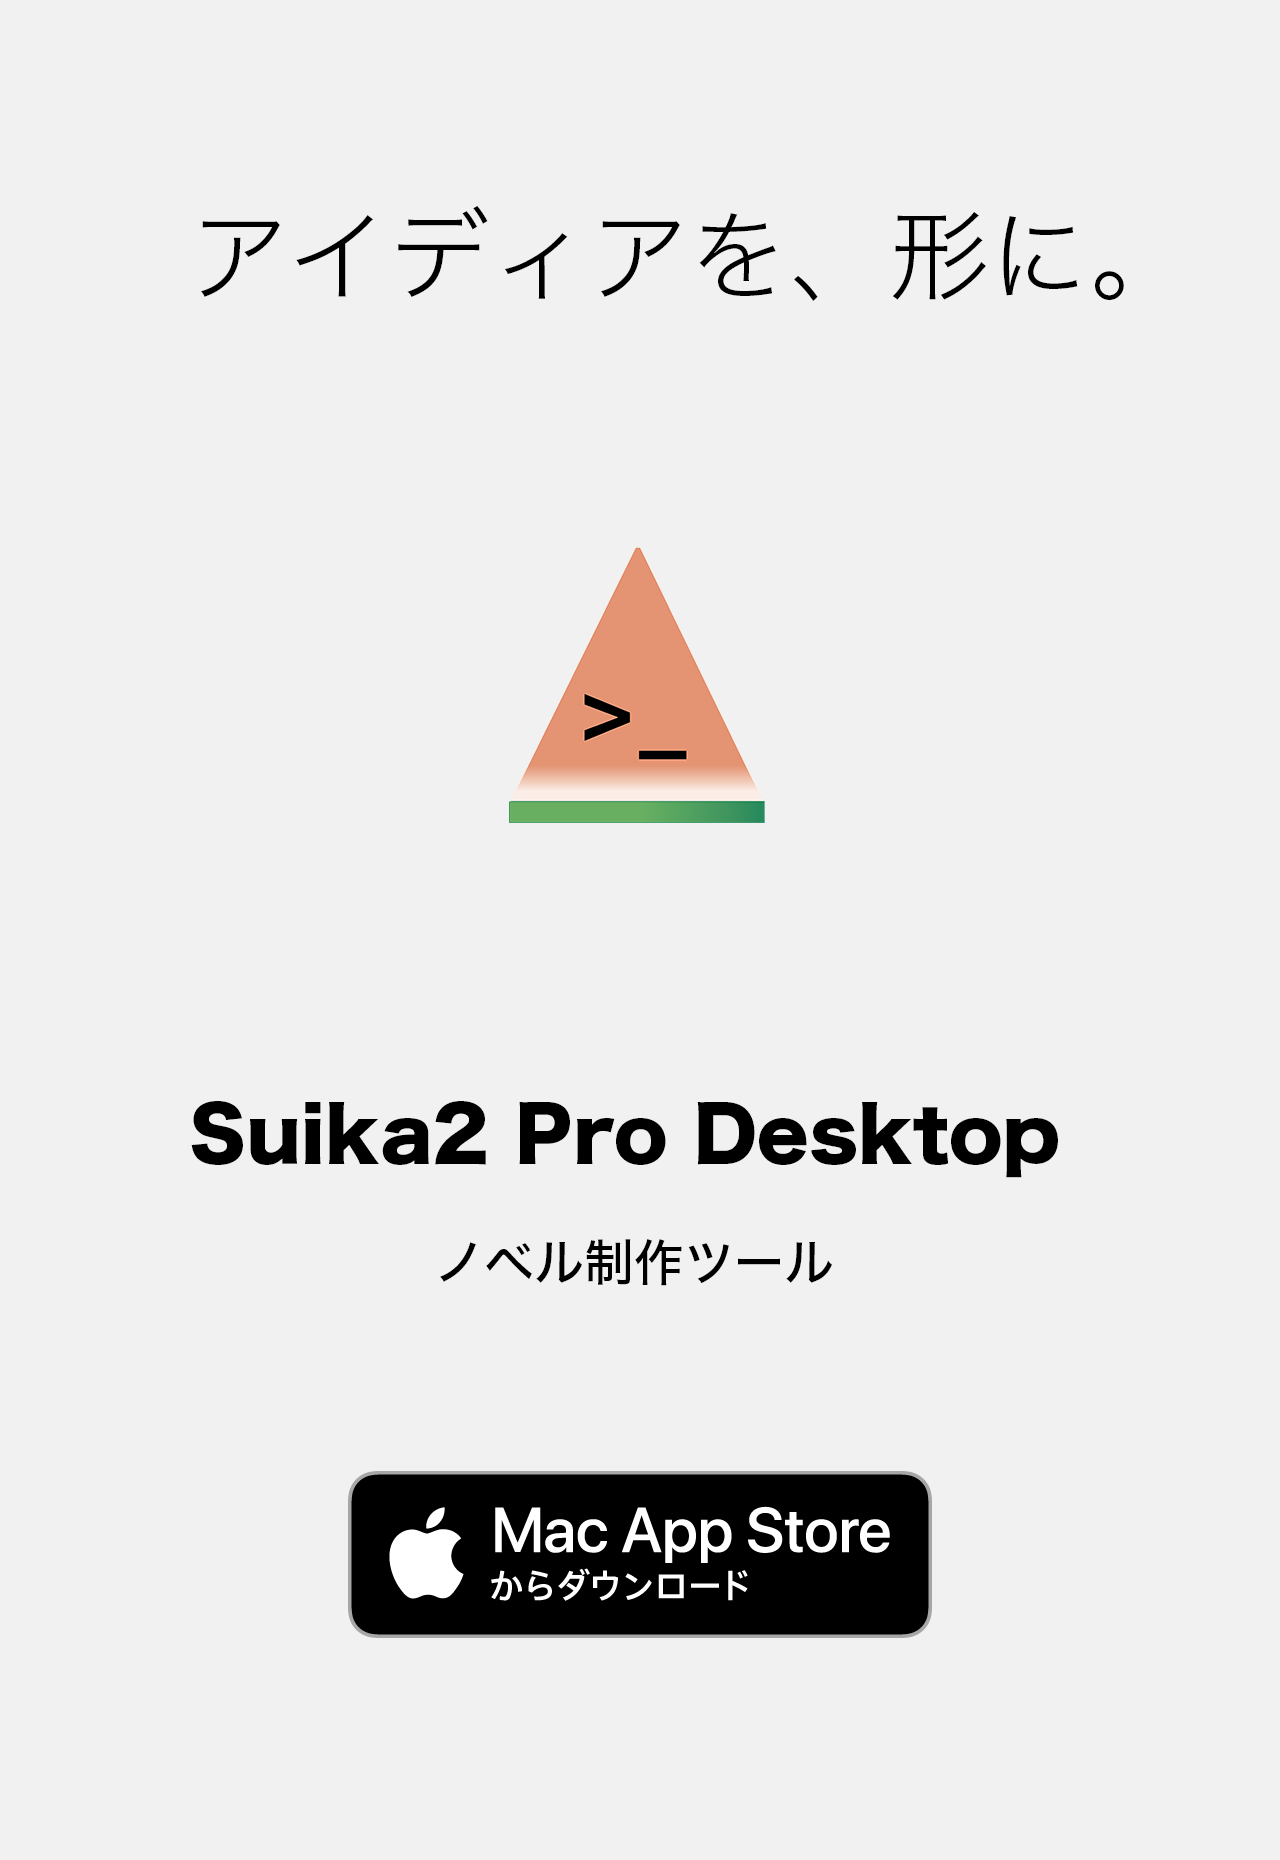 アイディアを、形に。
>_
Suika2 Pro Desktop
ノベル制作ツール
Mac App Store
からダウンロード